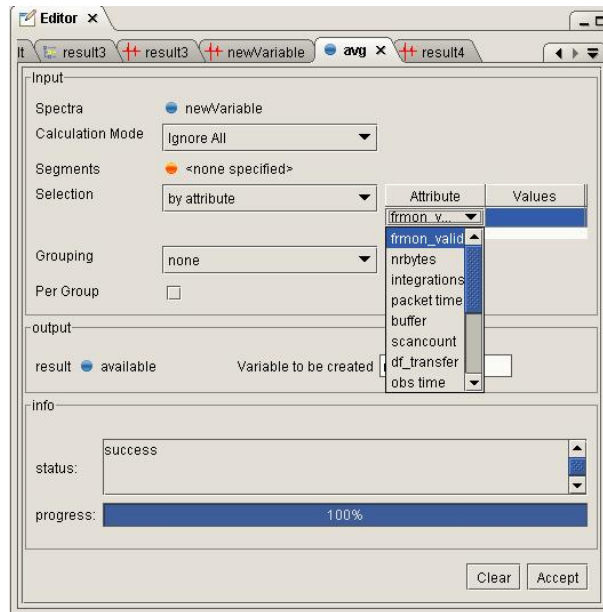 Editor
lt result3 result3 newVariable avg result4
Input
Spectra newVariable
Calculation Mode Ignore All
Segments <none specified>
Selection by attribute Attribute Values
frmon_v...
frmon_valid
nrbytes
Grouping none
integrations
packet time
Per Group
buffer
scancount
output
df_transfer
result available Variable to be created
obs time
info
status: success
progress: 100%
Clear Accept